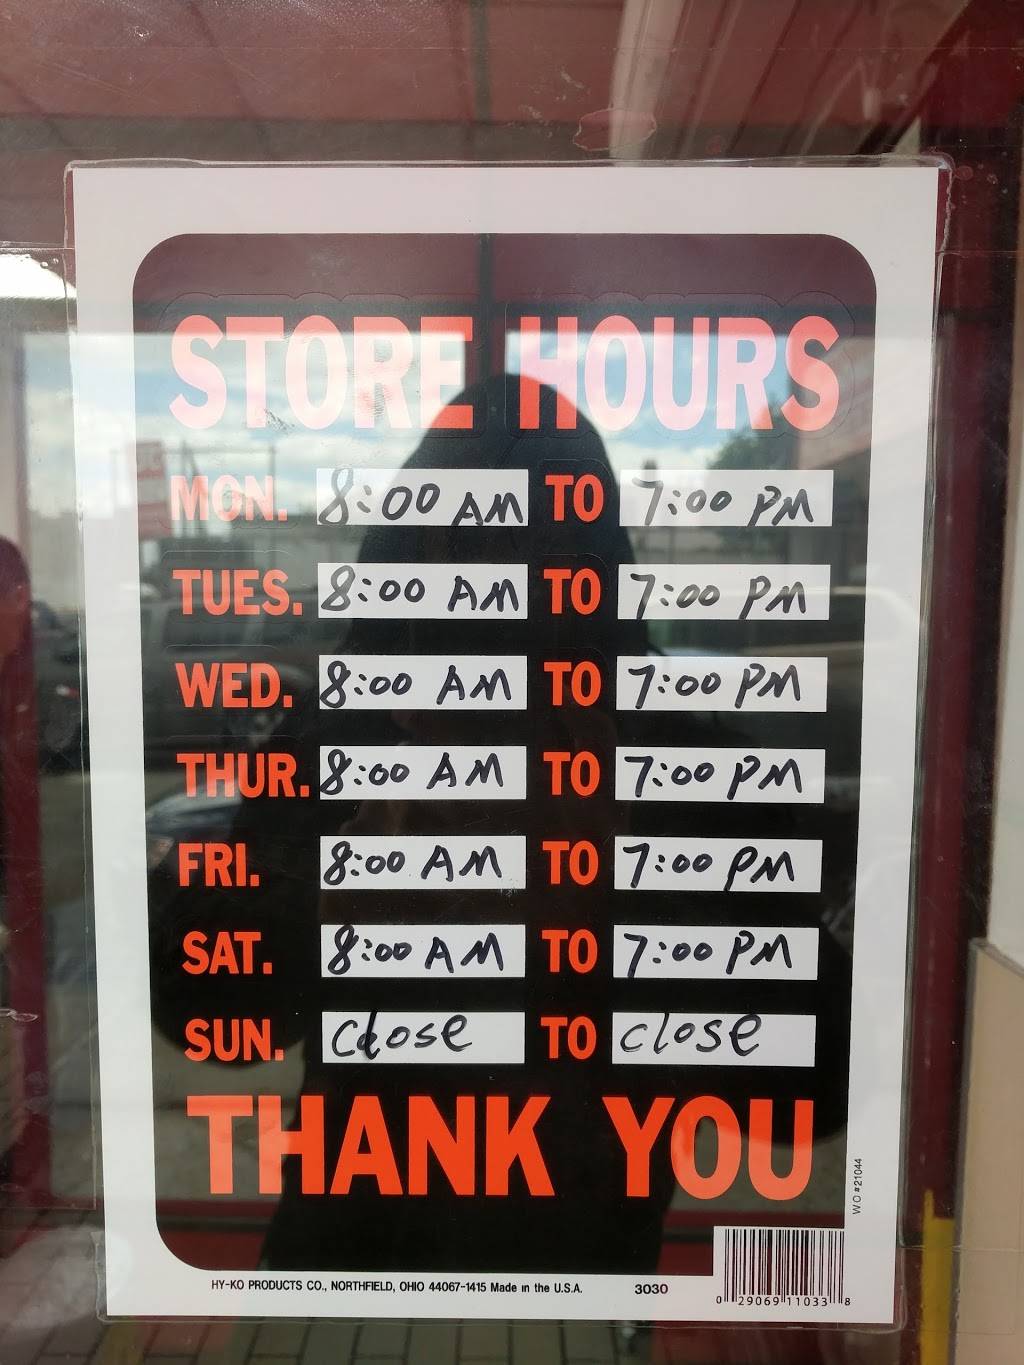 STORE HOURS
MON. 8:00 AM TO 7:00 PM
TUES. 8:00 AM TO 7:00 PM
WED. 8:00 AM TO 7:00 PM
THUR. 8:00 AM TO 7:00 PM
FRI. 8:00 AM TO 7:00 PM
SAT. 8:00 AM TO 7:00 PM
SUN. Close TO close
THANK YOU
WO #21044
HY-KO PRODUCTS CO., NORTHFIELD, OHIO 44067-1415 Made in the U.S.A. 3030
0 29069 11033 8